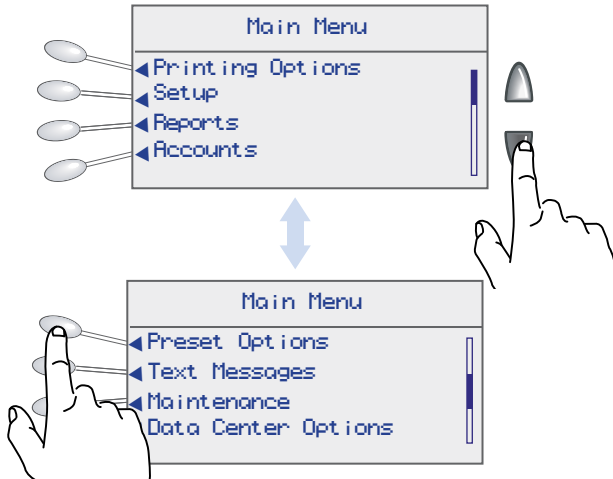 Main Menu
Printing Options
Setup
Reports
Accounts
Main Menu
Preset Options
Text Messages
Maintenance
Data Center Options